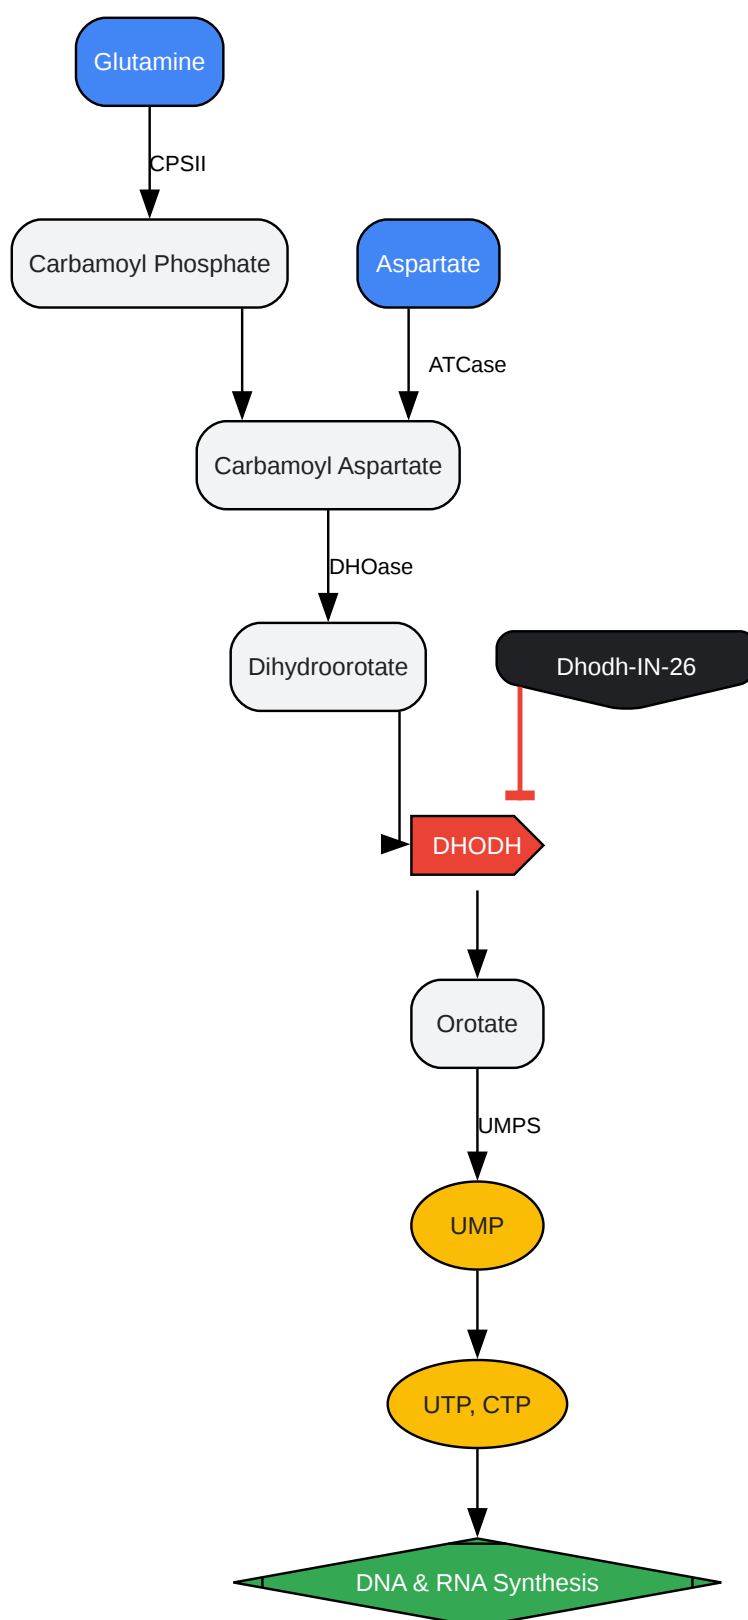 Glutamine
CPSII
Carbamoyl Phosphate
Aspartate
ATCase
Carbamoyl Aspartate
DHOase
Dihydroorotate
Dhodh-IN-26
DHODH
Orotate
UMPS
UMP
UTP, CTP
DNA & RNA Synthesis